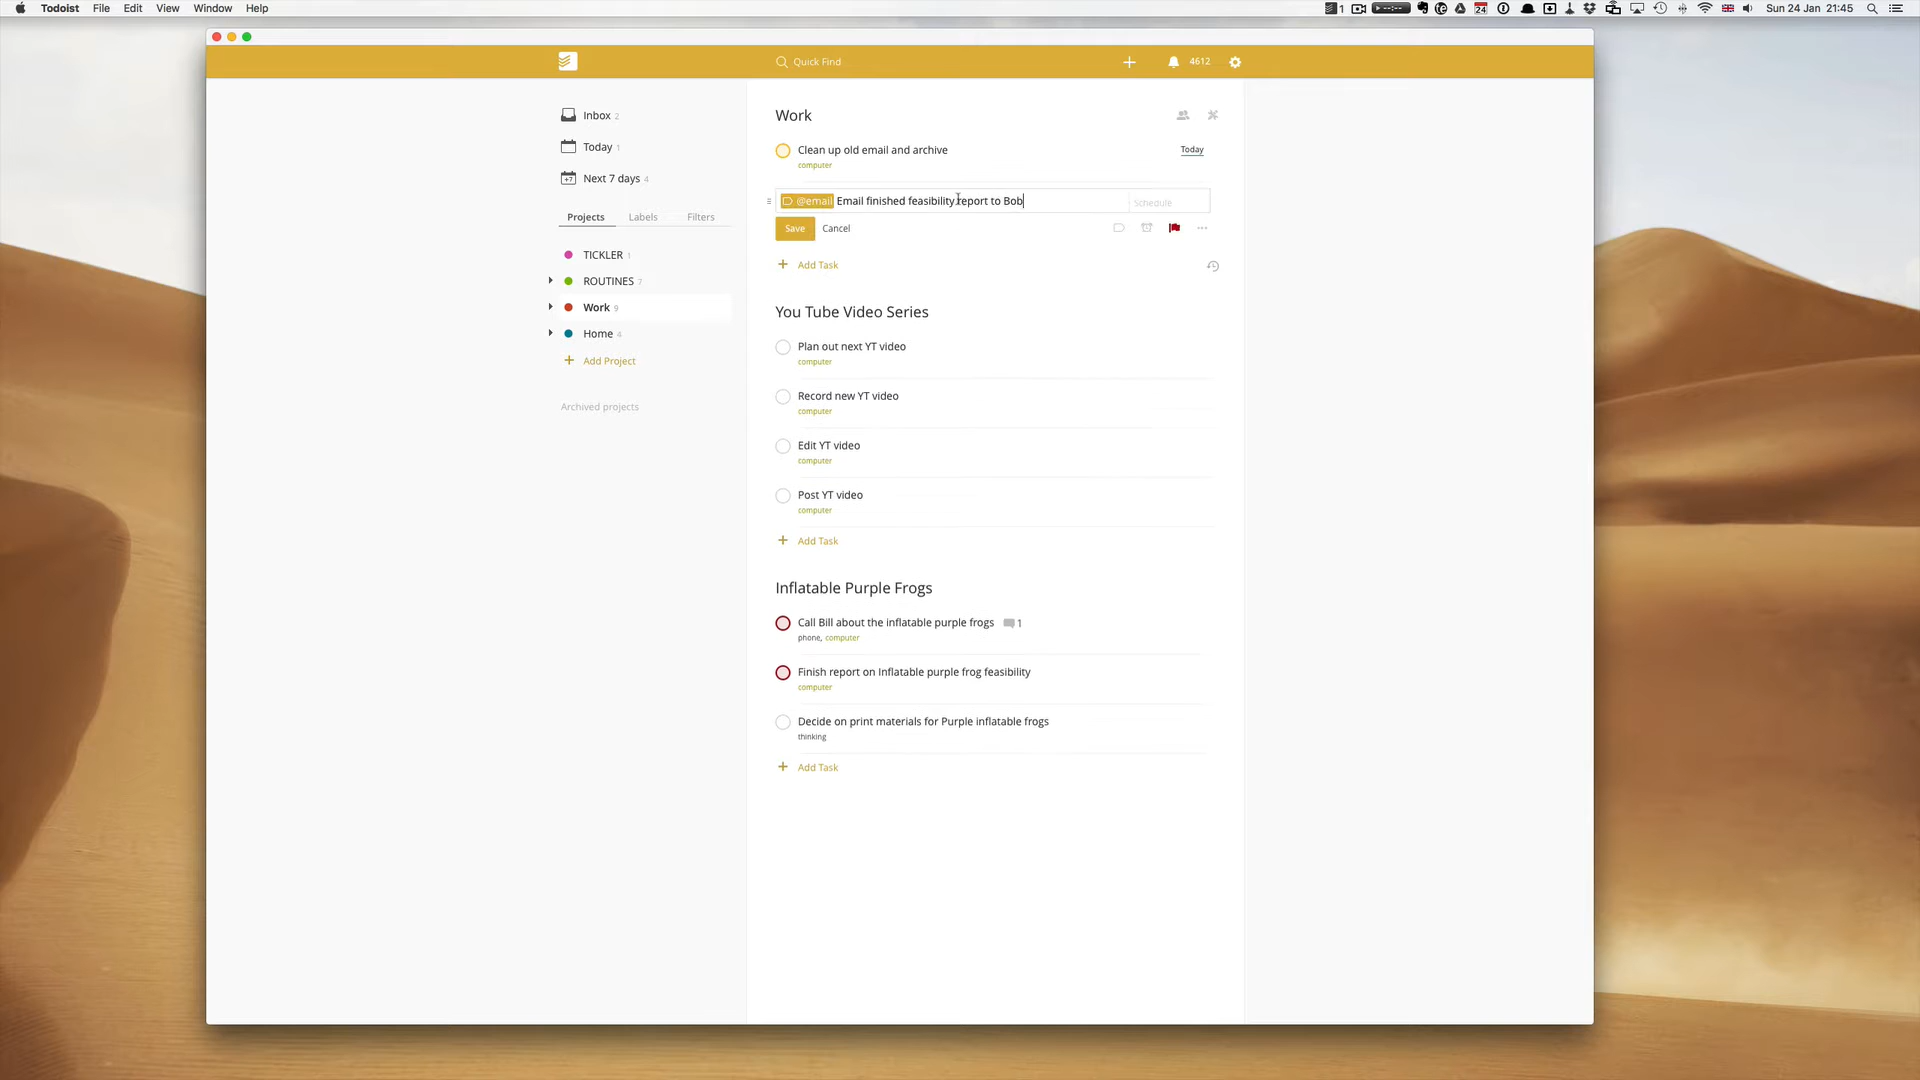 Todoist File Edit View Window Help
1 --:-- 24 Sun 24 Jan 21:45
Quick Find
4612
Inbox 2
Today 1
+7 Next 7 days 4
Projects Labels Filters
TICKLER 1
ROUTINES 7
Work 9
Home 4
+ Add Project
Archived projects
Work
Clean up old email and archive Today
computer
@email Email finished feasibility report to Bob Schedule
Save Cancel
+ Add Task
You Tube Video Series
Plan out next YT video
computer
Record new YT video
computer
Edit YT video
computer
Post YT video
computer
+ Add Task
Inflatable Purple Frogs
Call Bill about the inflatable purple frogs 1
phone, computer
Finish report on Inflatable purple frog feasibility
computer
Decide on print materials for Purple inflatable frogs
thinking
+ Add Task